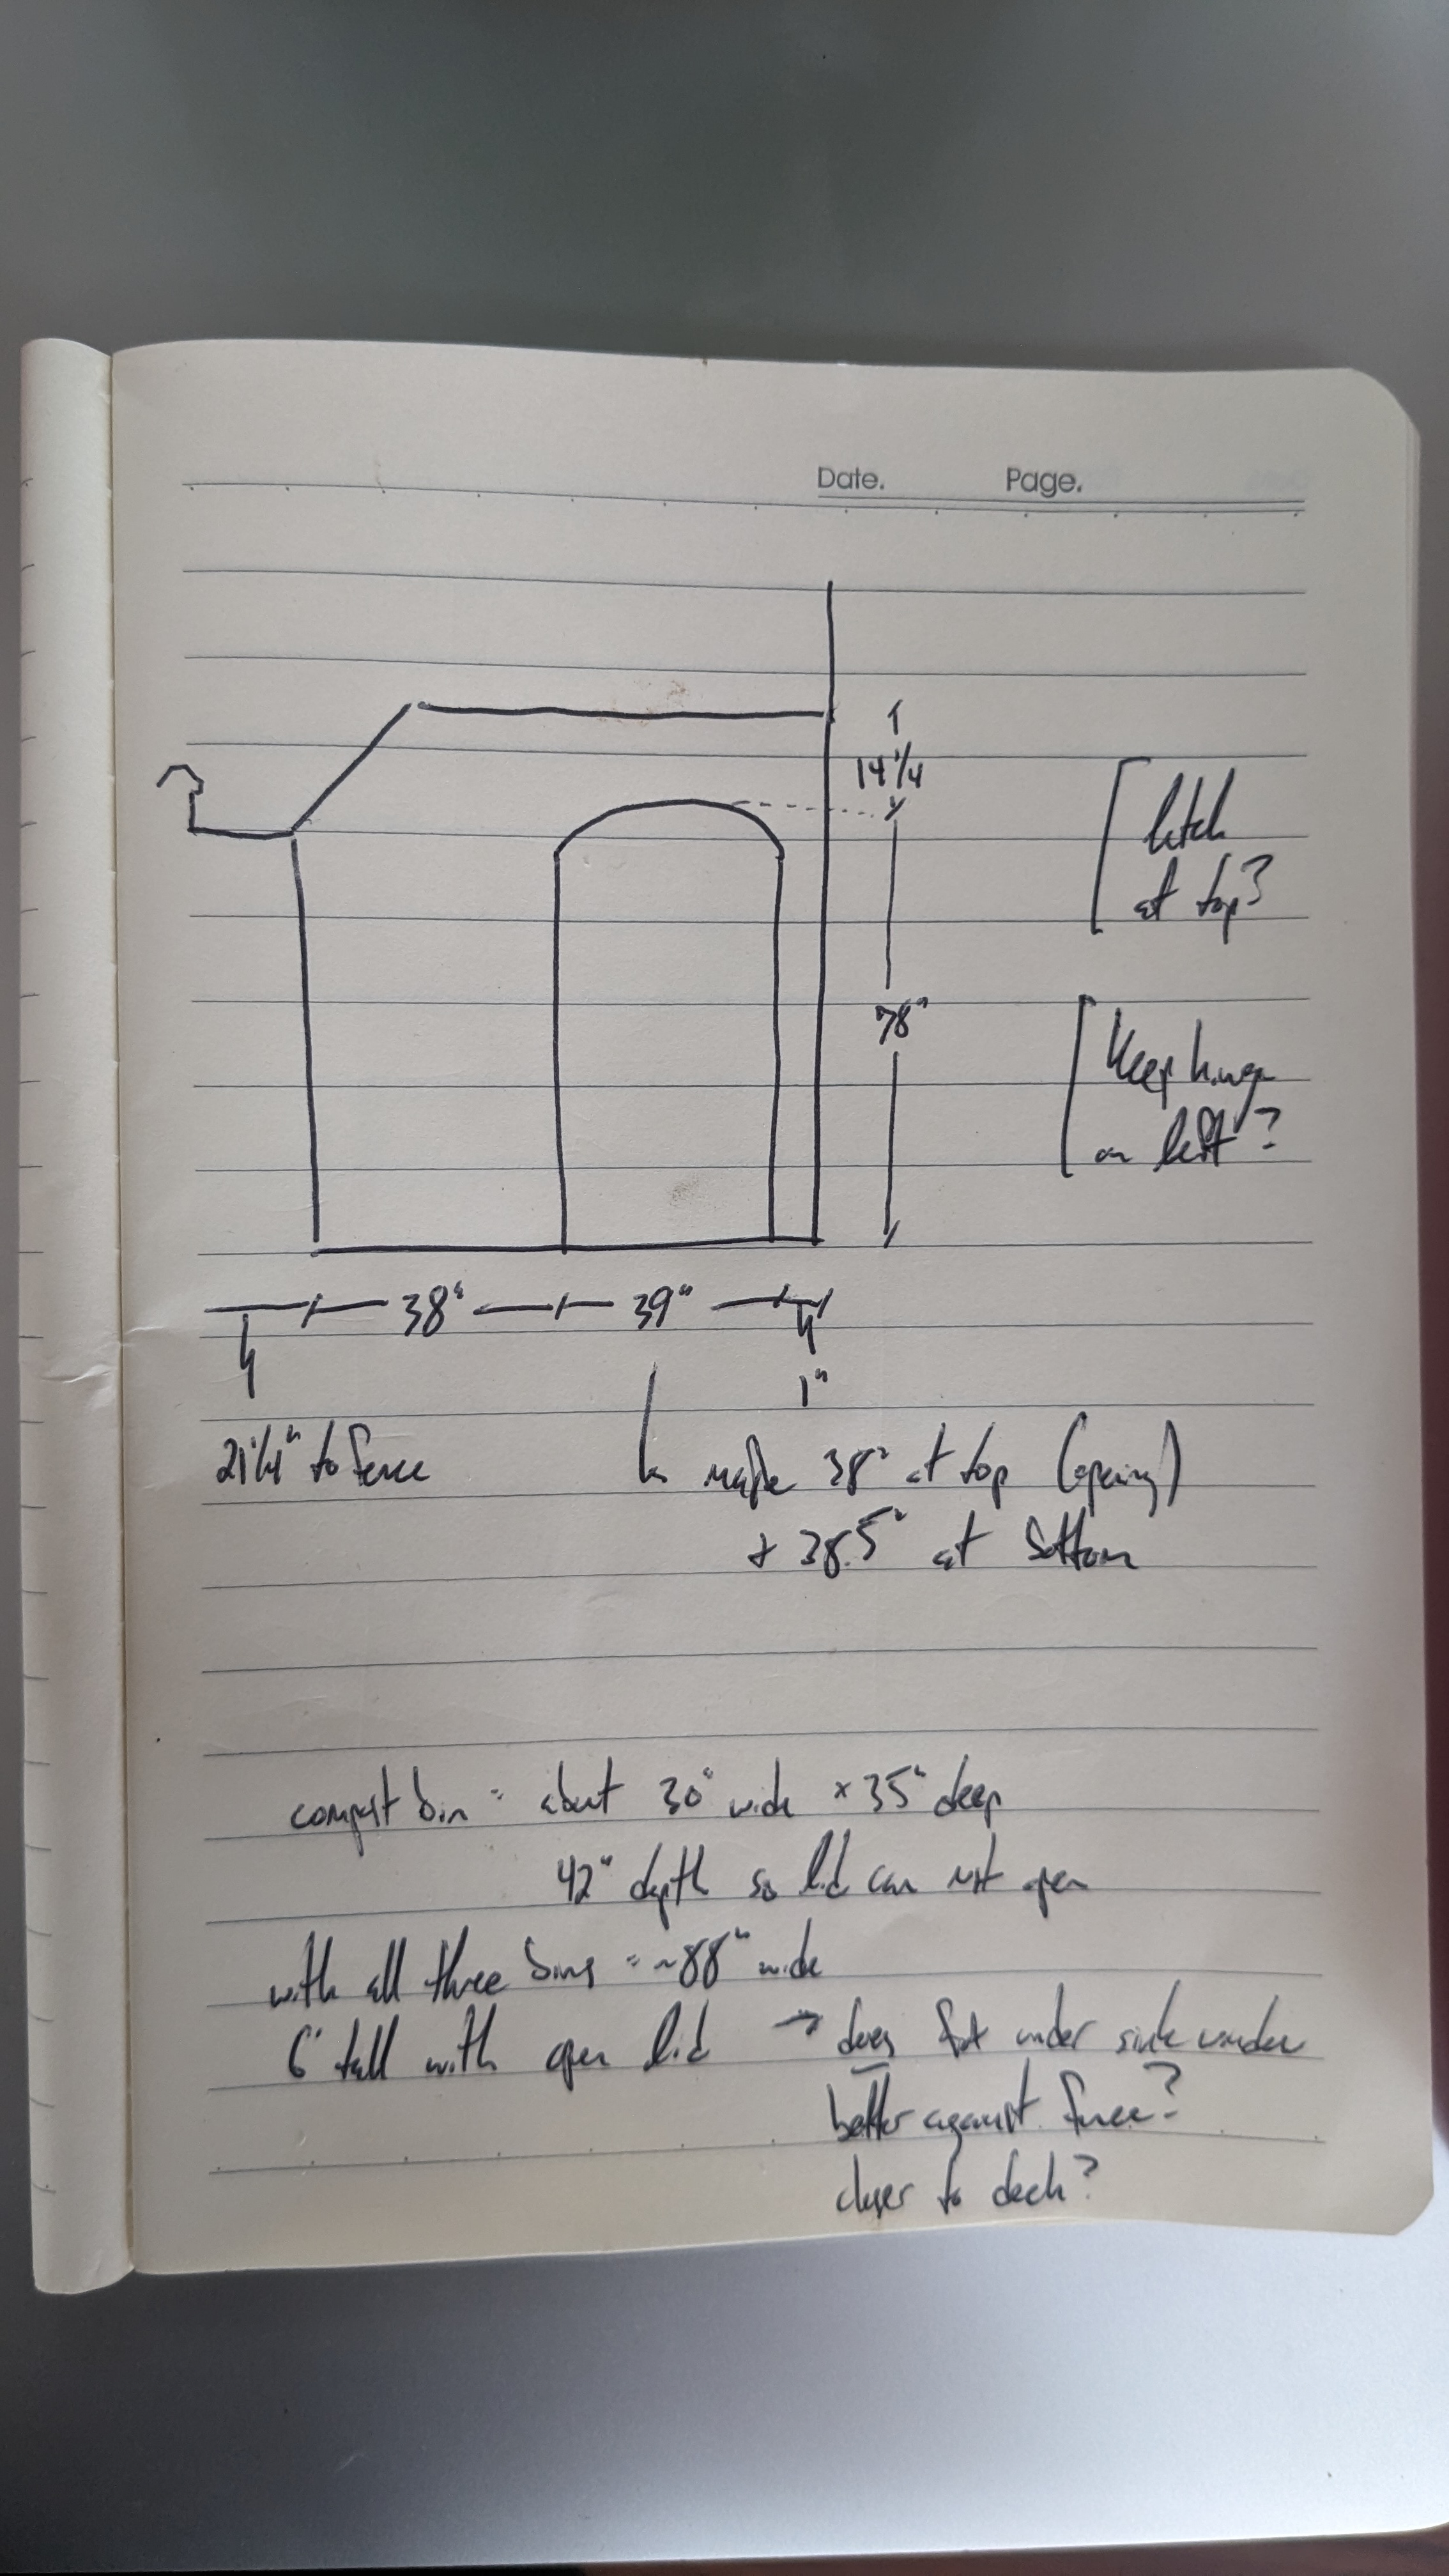 Date. Page.
14 1/4
latch
at top?
78"
Keep hinge
on left?
38" 39"
1"
21 1/4" to fence
maybe 38" at top (opening)
+ 38.5" at bottom
compost bin = about 30" wide × 35" deep
42" depth so lid can not open
with all three bins = ~88" wide
6' tall with open lid → does fit under side window
better against fence?
closer to deck?